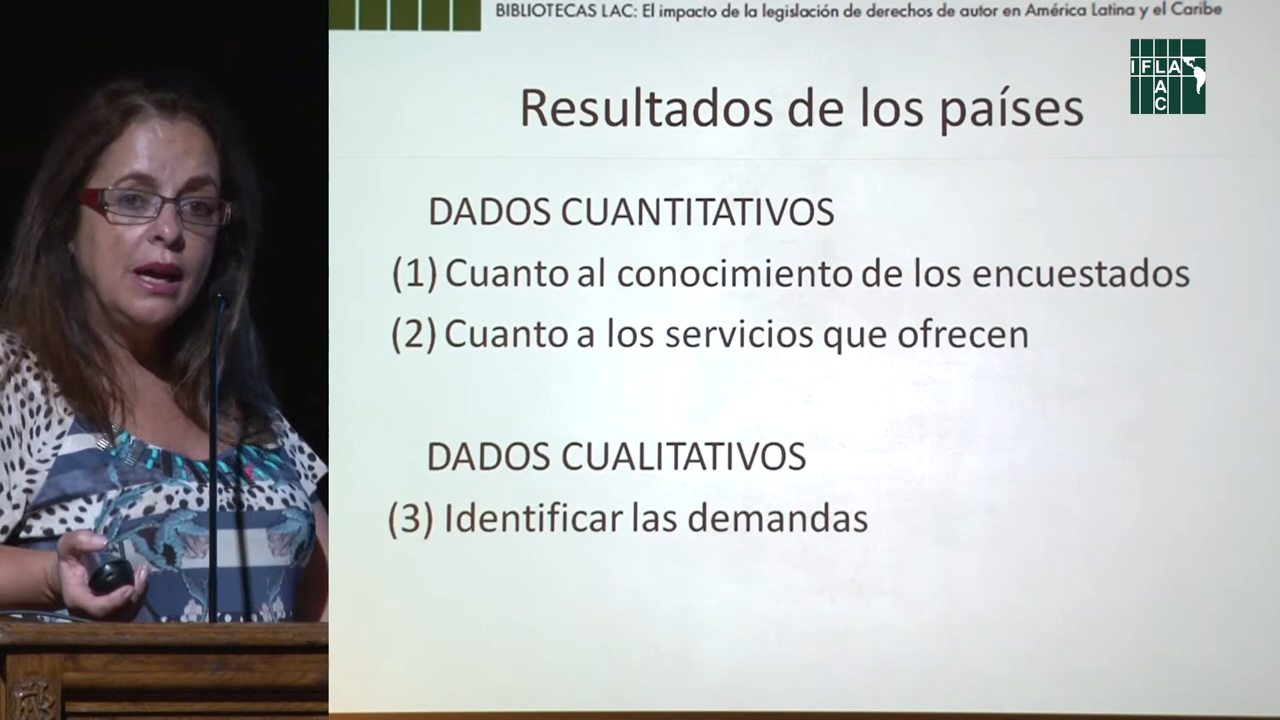 BIBLIOTECAS LAC: El impacto de la legislación de derechos de autor en América Latina y el Caribe
IFLA
LAC
Resultados de los países
DADOS CUANTITATIVOS
(1) Cuanto al conocimiento de los encuestados
(2) Cuanto a los servicios que ofrecen
DADOS CUALITATIVOS
(3) Identificar las demandas